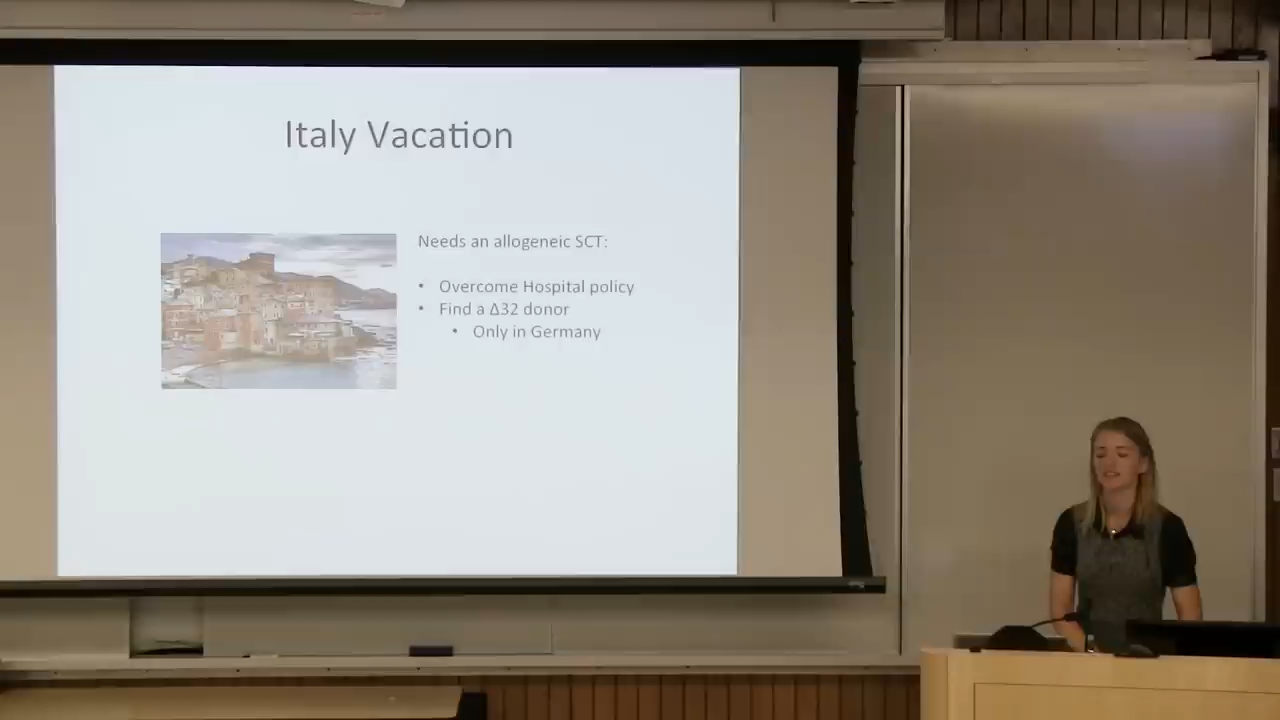 Italy Vacation
Needs an allogeneic SCT:
• Overcome Hospital policy
• Find a Δ32 donor
• Only in Germany